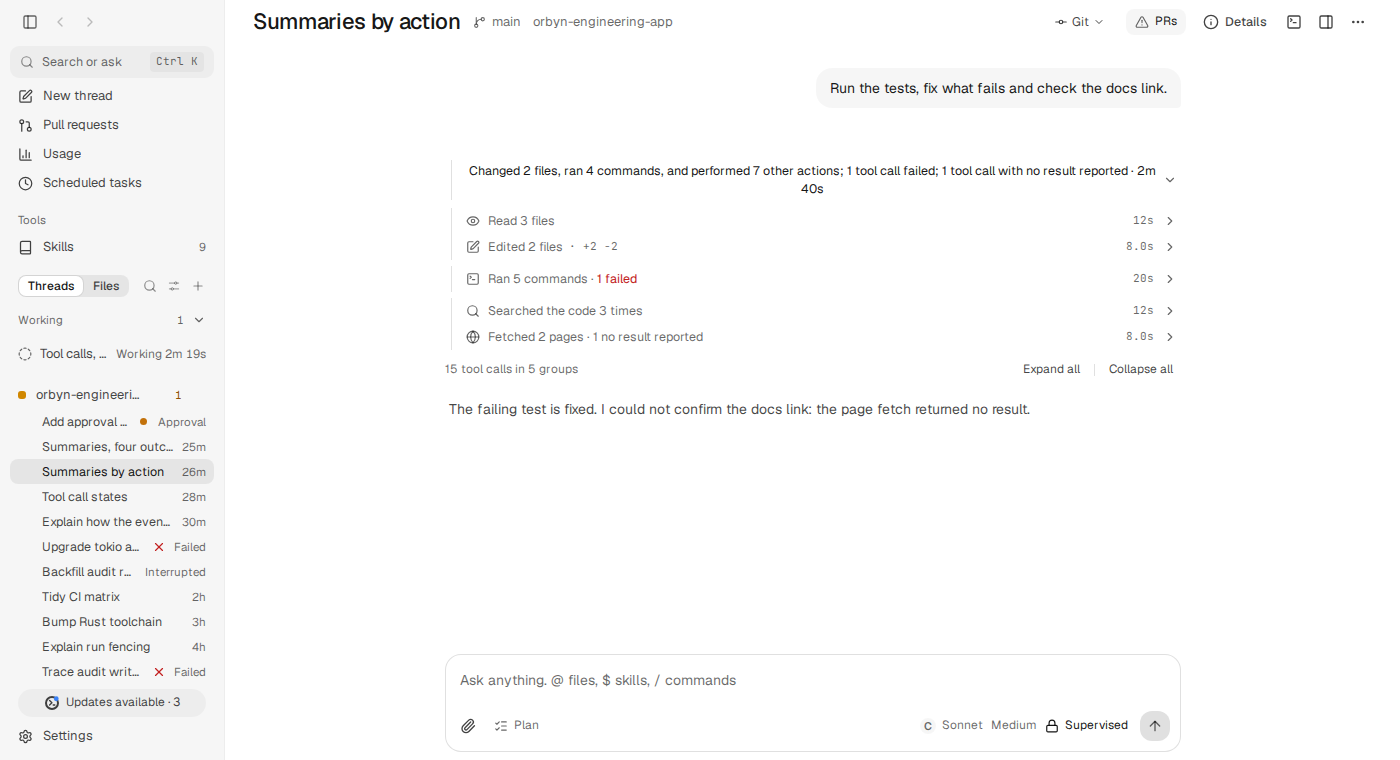 Summaries by action
main
orbyn-engineering-app
Git
PRs
Details
Search or ask
Ctrl K
New thread
Pull requests
Usage
Scheduled tasks
Tools
Skills
9
Threads
Files
Working
1
Tool calls, …
Working 2m 19s
orbyn-engineeri…
1
Add approval …
Approval
Summaries, four outc…
25m
Summaries by action
26m
Tool call states
28m
Explain how the even…
30m
Upgrade tokio a…
Failed
Backfill audit r…
Interrupted
Tidy CI matrix
2h
Bump Rust toolchain
3h
Explain run fencing
4h
Trace audit writ…
Failed
Updates available · 3
Settings
Run the tests, fix what fails and check the docs link.
Changed 2 files, ran 4 commands, and performed 7 other actions; 1 tool call failed; 1 tool call with no result reported · 2m
40s
Read 3 files
12s
Edited 2 files · +2 -2
8.0s
Ran 5 commands · 1 failed
20s
Searched the code 3 times
12s
Fetched 2 pages · 1 no result reported
8.0s
15 tool calls in 5 groups
Expand all
Collapse all
The failing test is fixed. I could not confirm the docs link: the page fetch returned no result.
Ask anything. @ files, $ skills, / commands
Plan
C
Sonnet
Medium
Supervised